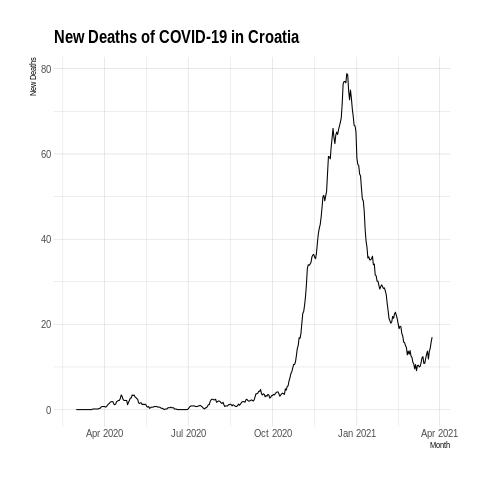 New Deaths of COVID-19 in Croatia
New Deaths
80
60
40
20
0
Apr 2020 Jul 2020 Oct 2020 Jan 2021 Apr 2021
Month